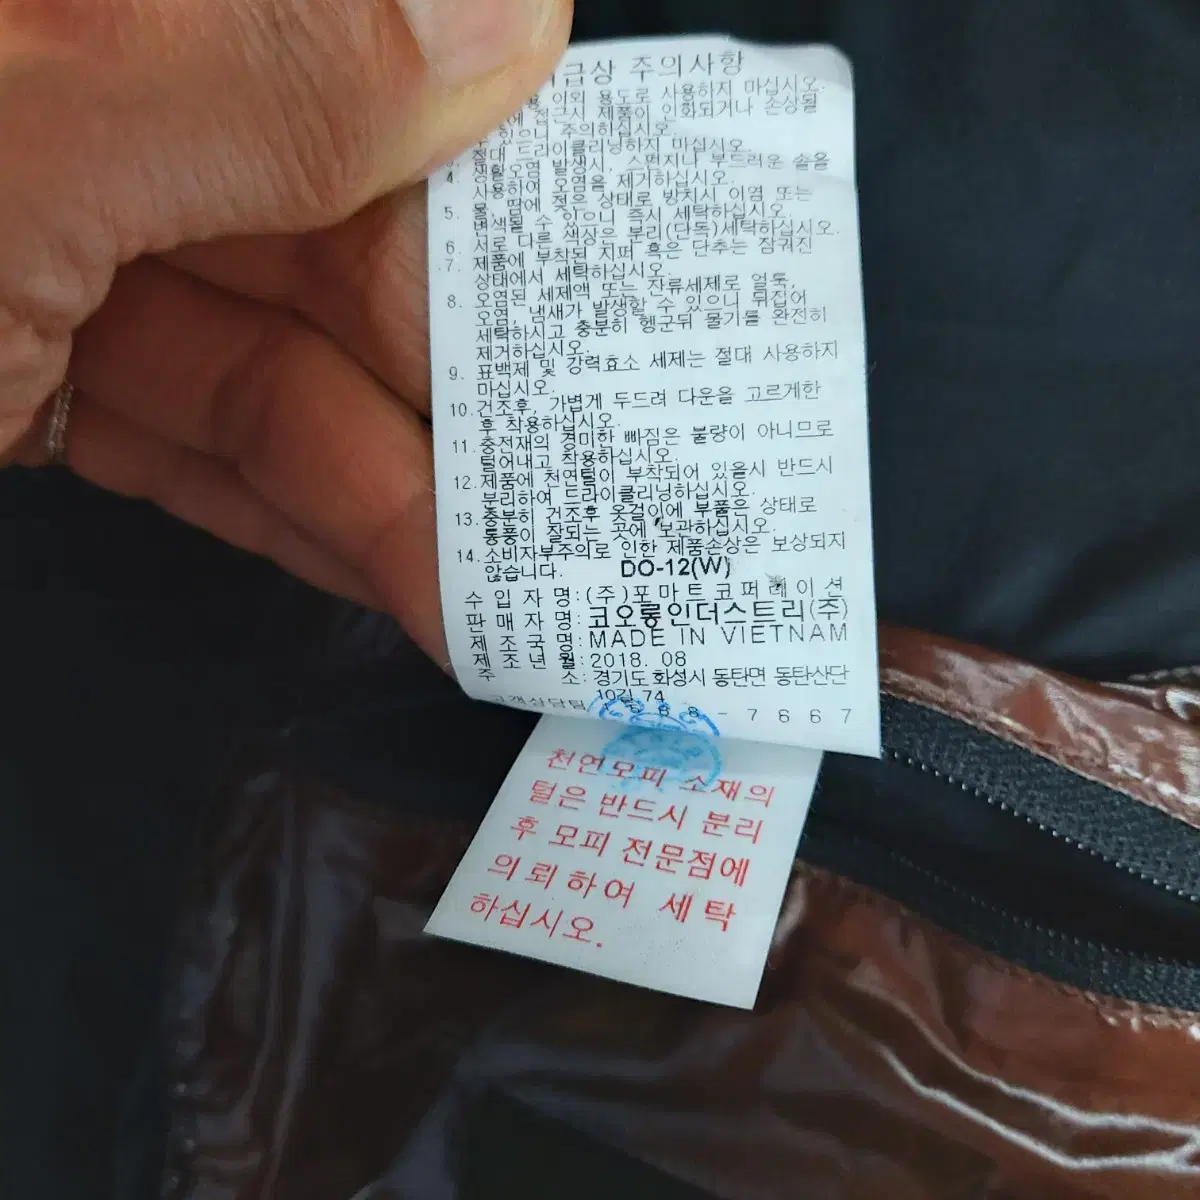 급상 주의사항
이외 용도로 사용하지 마십시오.
에 접근시 제품이 인화되거나 손상될
있으니 주의하십시오.
절대 드라이클리닝하지 마십시오.
4. 생활오염 발생시, 스펀지나 부드러운 솔을
사용하여 오염을 제거하십시오.
5. 물, 땀에 젖은 상태로 방치시 이염 또는
변색될 수 있으니 즉시 세탁하십시오.
6. 서로 다른 색상은 분리(단독)세탁하십시오.
7. 제품에 부착된 지퍼 혹은 단추는 잠궈진
상태에서 세탁하십시오.
8. 오염된 세제액 또는 잔류세제로 얼룩,
오염, 냄새가 발생할 수 있으니 뒤집어
세탁하시고 충분히 헹군뒤 물기를 완전히
제거하십시오.
9. 표백제 및 강력효소 세제는 절대 사용하지
마십시오.
10. 건조후, 가볍게 두드려 다운을 고르게한
후 착용하십시오.
11. 충전재의 경미한 빠짐은 불량이 아니므로
털어내고 착용하십시오.
12. 제품에 천연털이 부착되어 있을시 반드시
분리하여 드라이클리닝하십시오.
13. 충분히 건조후 옷걸이에 부품은 상태로
통풍이 잘되는 곳에 보관하십시오.
14. 소비자부주의로 인한 제품손상은 보상되지
않습니다. DO-12(W)
수 입 자 명: (주)포마트코퍼레이션
판 매 자 명: 코오롱인더스트리(주)
제 조 국 명: MADE IN VIETNAM
제 조 년 월: 2018. 08
주 소: 경기도 화성시 동탄면 동탄산단
10길 74
고객상담팀 88-7667
천연모피 소재의
털은 반드시 분리
후 모피 전문점에
의뢰하여 세탁
하십시오.